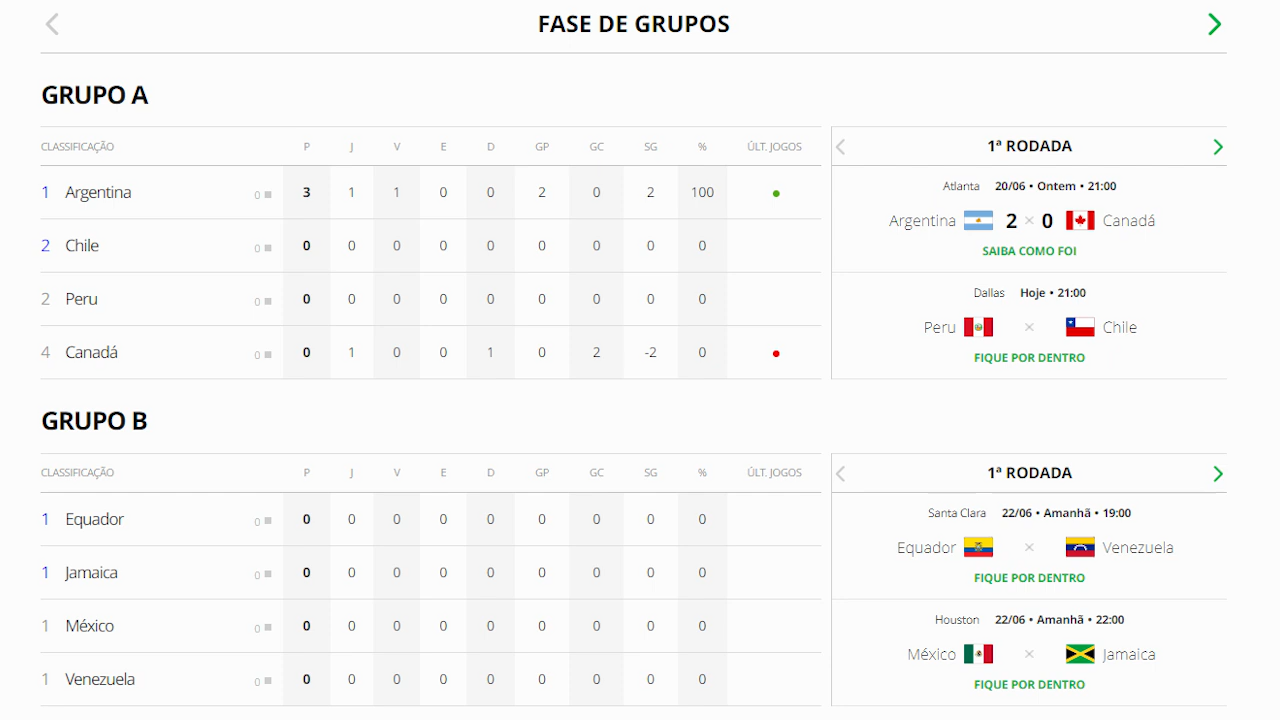 FASE DE GRUPOS
GRUPO A
CLASSIFICAÇÃO P J V E D GP GC SG % ÚLT. JOGOS
1 Argentina 0 3 1 1 0 0 2 0 2 100
2 Chile 0 0 0 0 0 0 0 0 0 0
2 Peru 0 0 0 0 0 0 0 0 0 0
4 Canadá 0 0 1 0 0 1 0 2 -2 0
1ª RODADA
Atlanta 20/06 • Ontem • 21:00
Argentina 2 × 0 Canadá
SAIBA COMO FOI
Dallas Hoje • 21:00
Peru × Chile
FIQUE POR DENTRO
GRUPO B
CLASSIFICAÇÃO P J V E D GP GC SG % ÚLT. JOGOS
1 Equador 0 0 0 0 0 0 0 0 0 0
1 Jamaica 0 0 0 0 0 0 0 0 0 0
1 México 0 0 0 0 0 0 0 0 0 0
1 Venezuela 0 0 0 0 0 0 0 0 0 0
1ª RODADA
Santa Clara 22/06 • Amanhã • 19:00
Equador × Venezuela
FIQUE POR DENTRO
Houston 22/06 • Amanhã • 22:00
México × Jamaica
FIQUE POR DENTRO